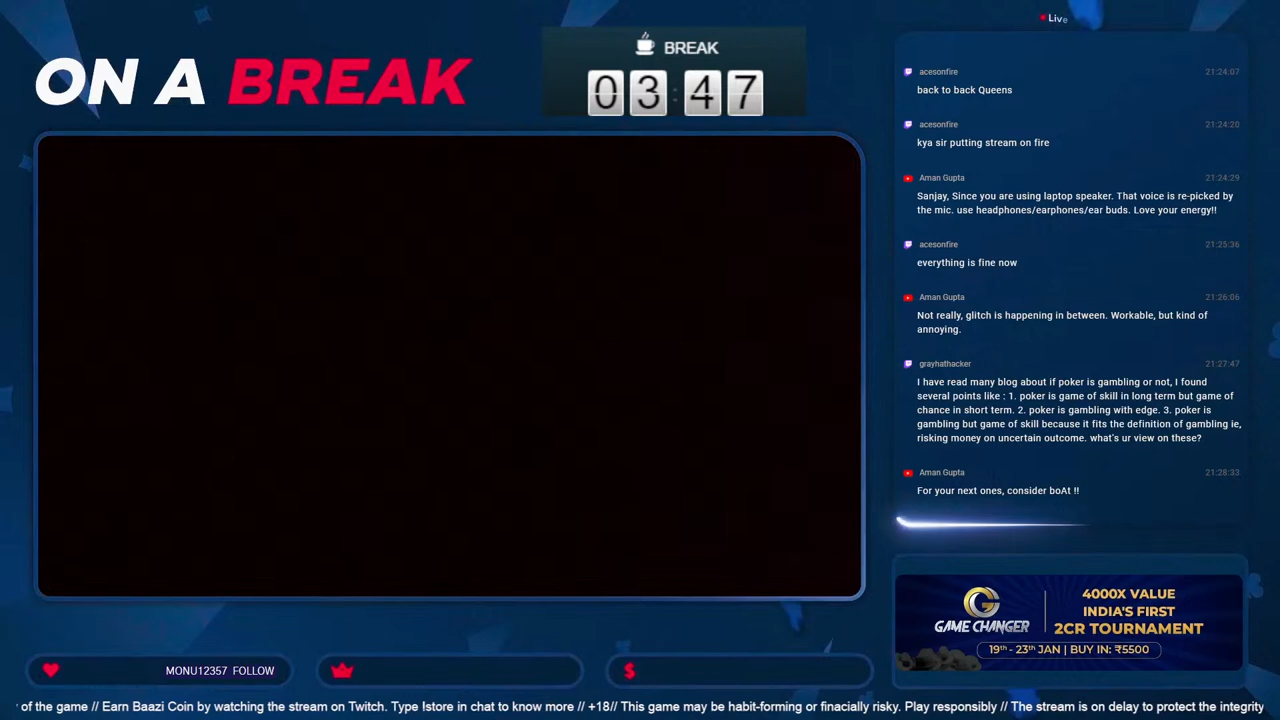 Live
ON A BREAK
BREAK
03:47
acesonfire 21:24:07
back to back Queens
acesonfire 21:24:20
kya sir putting stream on fire
Aman Gupta 21:24:29
Sanjay, Since you are using laptop speaker. That voice is re-picked by
the mic. use headphones/earphones/ear buds. Love your energy!!
acesonfire 21:25:36
everything is fine now
Aman Gupta 21:26:06
Not really, glitch is happening in between. Workable, but kind of
annoying.
grayhathacker 21:27:47
I have read many blog about if poker is gambling or not, I found
several points like : 1. poker is game of skill in long term but game of
chance in short term. 2. poker is gambling with edge. 3. poker is
gambling but game of skill because it fits the definition of gambling ie,
risking money on uncertain outcome. what's ur view on these?
Aman Gupta 21:28:33
For your next ones, consider boAt !!
G
GAME CHANGER
4000X VALUE
INDIA'S FIRST
2CR TOURNAMENT
19th - 23th JAN | BUY IN: ₹5500
MONU12357 FOLLOW
$
of the game // Earn Baazi Coin by watching the stream on Twitch. Type !store in chat to know more // +18// This game may be habit-forming or finacially risky. Play responsibly // The stream is on delay to protect the integrity